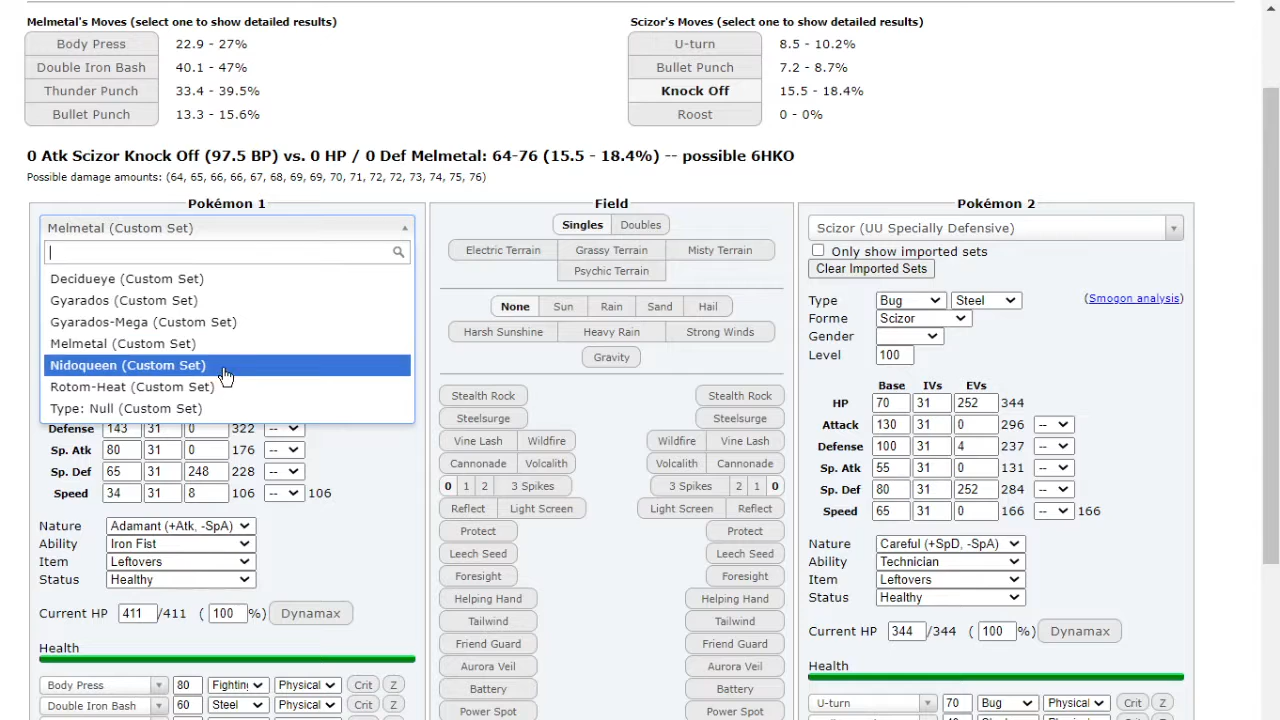 Melmetal's Moves (select one to show detailed results)
Body Press 22.9 - 27%
Double Iron Bash 40.1 - 47%
Thunder Punch 33.4 - 39.5%
Bullet Punch 13.3 - 15.6%
Scizor's Moves (select one to show detailed results)
U-turn 8.5 - 10.2%
Bullet Punch 7.2 - 8.7%
Knock Off 15.5 - 18.4%
Roost 0 - 0%
0 Atk Scizor Knock Off (97.5 BP) vs. 0 HP / 0 Def Melmetal: 64-76 (15.5 - 18.4%) -- possible 6HKO
Possible damage amounts: (64, 65, 66, 66, 67, 68, 69, 69, 70, 71, 72, 72, 73, 74, 75, 76)
Pokémon 1
Melmetal (Custom Set)
Decidueye (Custom Set)
Gyarados (Custom Set)
Gyarados-Mega (Custom Set)
Melmetal (Custom Set)
Nidoqueen (Custom Set)
Rotom-Heat (Custom Set)
Type: Null (Custom Set)
Defense 143 31 0 322 --
Sp. Atk 80 31 0 176 --
Sp. Def 65 31 248 228 --
Speed 34 31 8 106 -- 106
Nature Adamant (+Atk, -SpA)
Ability Iron Fist
Item Leftovers
Status Healthy
Current HP 411 /411 ( 100 %) Dynamax
Health
Body Press 80 Fighting Physical Crit Z
Double Iron Bash 60 Steel Physical Crit Z
Field
Singles Doubles
Electric Terrain Grassy Terrain Misty Terrain
Psychic Terrain
None Sun Rain Sand Hail
Harsh Sunshine Heavy Rain Strong Winds
Gravity
Stealth Rock Stealth Rock
Steelsurge Steelsurge
Vine Lash Wildfire Wildfire Vine Lash
Cannonade Volcalith Volcalith Cannonade
0 1 2 3 Spikes 3 Spikes 2 1 0
Reflect Light Screen Light Screen Reflect
Protect Protect
Leech Seed Leech Seed
Foresight Foresight
Helping Hand Helping Hand
Tailwind Tailwind
Friend Guard Friend Guard
Aurora Veil Aurora Veil
Battery Battery
Power Spot Power Spot
Pokémon 2
Scizor (UU Specially Defensive)
Only show imported sets
Clear Imported Sets
Type Bug Steel (Smogon analysis)
Forme Scizor
Gender
Level 100
Base IVs EVs
HP 70 31 252 344
Attack 130 31 0 296 --
Defense 100 31 4 237 --
Sp. Atk 55 31 0 131 --
Sp. Def 80 31 252 284 --
Speed 65 31 0 166 -- 166
Nature Careful (+SpD, -SpA)
Ability Technician
Item Leftovers
Status Healthy
Current HP 344 /344 ( 100 %) Dynamax
Health
U-turn 70 Bug Physical Crit Z